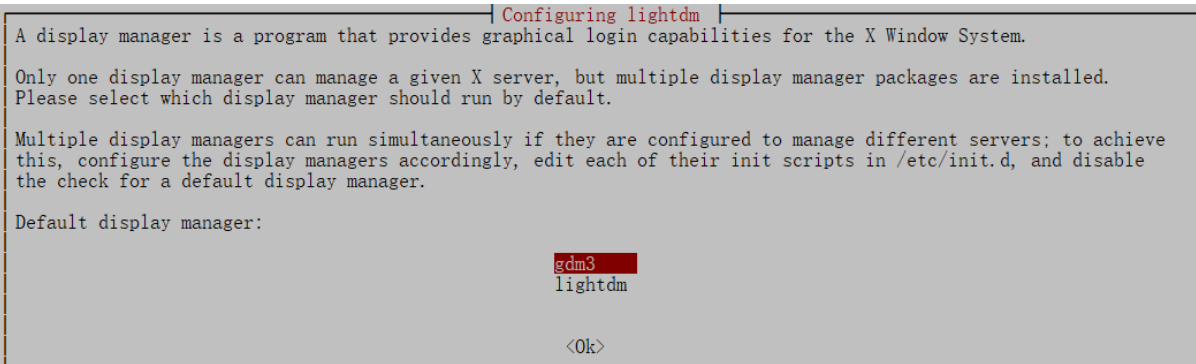 Configuring lightdm
A display manager is a program that provides graphical login capabilities for the X Window System.
Only one display manager can manage a given X server, but multiple display manager packages are installed.
Please select which display manager should run by default.
Multiple display managers can run simultaneously if they are configured to manage different servers; to achieve
this, configure the display managers accordingly, edit each of their init scripts in /etc/init.d, and disable
the check for a default display manager.
Default display manager:
gdm3
lightdm
<Ok>